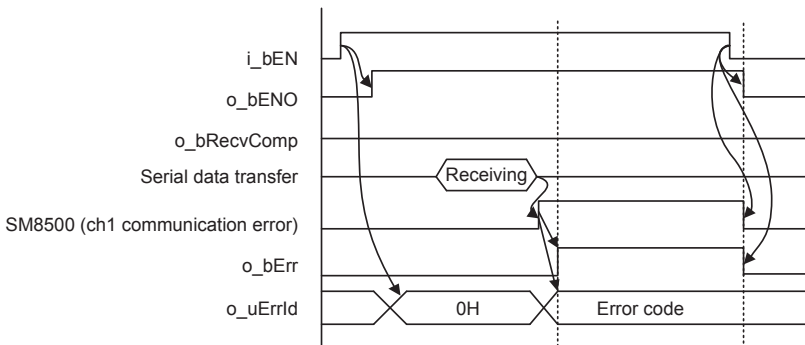 i_bEN
o_bENO
o_bRecvComp
Serial data transfer
Receiving
SM8500 (ch1 communication error)
o_bErr
o_uErrId
0H
Error code